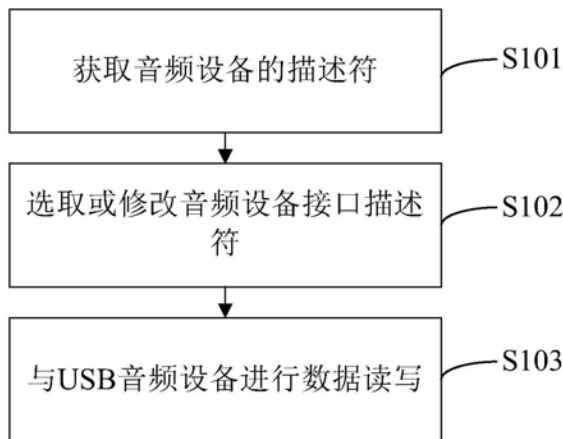 获取音频设备的描述符
S101
选取或修改音频设备接口描述
符
S102
与USB音频设备进行数据读写
S103